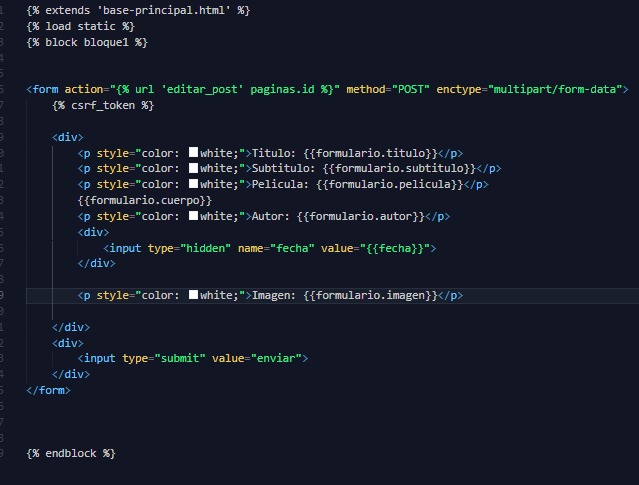 {% extends 'base-principal.html' %}
{% load static %}
{% block bloque1 %}
<form action="{% url 'editar_post' paginas.id %}" method="POST" enctype="multipart/form-data">
{% csrf_token %}
<div>
<p style="color: white;">Titulo: {{formulario.titulo}}</p>
<p style="color: white;">Subtitulo: {{formulario.subtitulo}}</p>
<p style="color: white;">Pelicula: {{formulario.pelicula}}</p>
{{formulario.cuerpo}}
<p style="color: white;">Autor: {{formulario.autor}}</p>
<div>
<input type="hidden" name="fecha" value="{{fecha}}">
</div>
<p style="color: white;">Imagen: {{formulario.imagen}}</p>
</div>
<div>
<input type="submit" value="enviar">
</div>
</form>
{% endblock %}